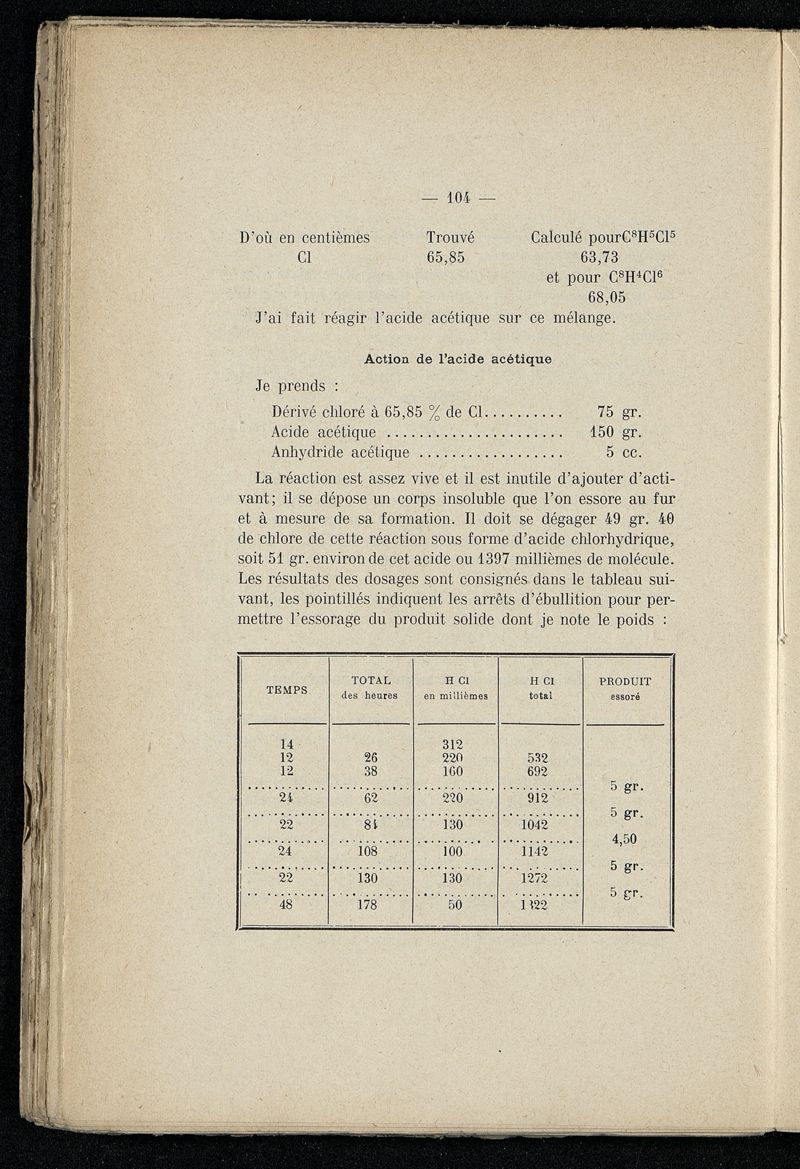 — 104 —
D'où en centièmes Trouvé Calculé pourC⁸H⁵Cl⁵
Cl 65,85 63,73
et pour C⁸H⁴Cl⁶
68,05
J'ai fait réagir l'acide acétique sur ce mélange.
Action de l'acide acétique
Je prends :
Dérivé chloré à 65,85 % de Cl.......... 75 gr.
Acide acétique ...................... 150 gr.
Anhydride acétique .................. 5 cc.
La réaction est assez vive et il est inutile d'ajouter d'acti-
vant; il se dépose un corps insoluble que l'on essore au fur
et à mesure de sa formation. Il doit se dégager 49 gr. 40
de chlore de cette réaction sous forme d'acide chlorhydrique,
soit 51 gr. environ de cet acide ou 1397 millièmes de molécule.
Les résultats des dosages sont consignés dans le tableau sui-
vant, les pointillés indiquent les arrêts d'ébullition pour per-
mettre l'essorage du produit solide dont je note le poids :
TEMPS TOTAL des heures H Cl en millièmes H Cl total PRODUIT essoré
14 312
12 26 220 532
12 38 160 692
5 gr.
24 62 220 912
5 gr.
22 84 130 1042
4,50
24 108 100 1142
5 gr.
22 130 130 1272
5 gr.
48 178 50 1322